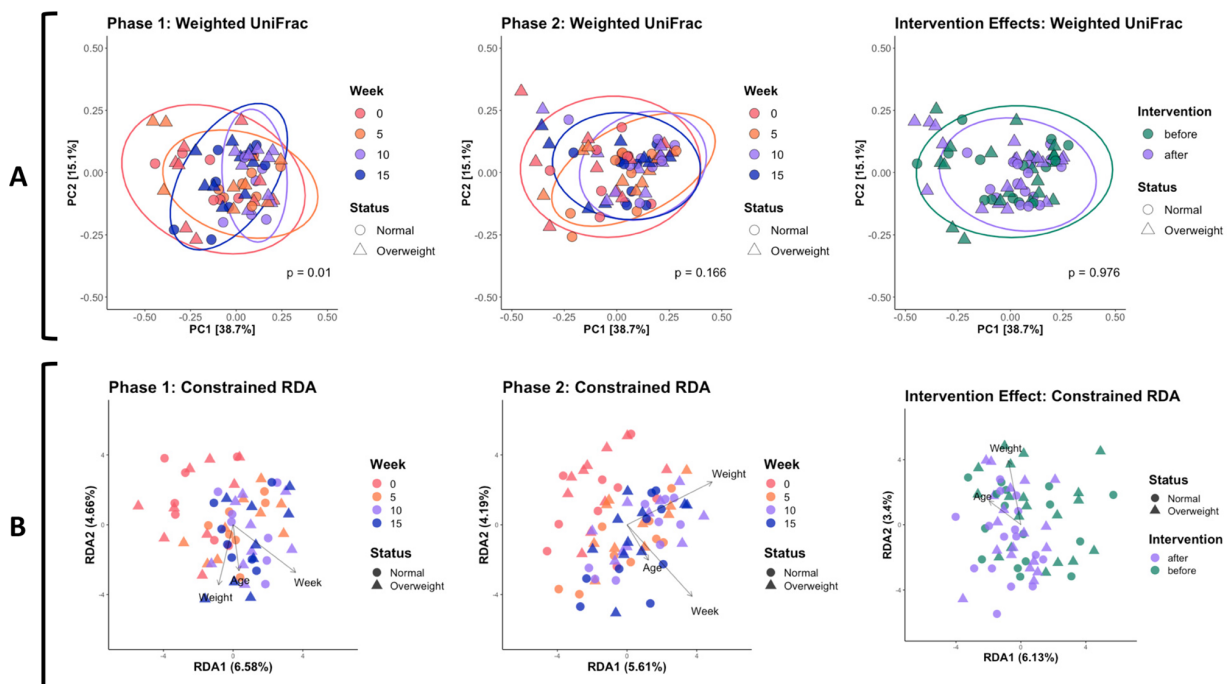 A
Phase 1: Weighted UniFrac
PC2 [15.1%]
0.50
0.25
0.00
-0.25
-0.50
-0.50
-0.25
0.00
0.25
0.50
PC1 [38.7%]
p = 0.01
Week
0
5
10
15
Status
Normal
Overweight
Phase 2: Weighted UniFrac
PC2 [15.1%]
0.50
0.25
0.00
-0.25
-0.50
-0.50
-0.25
0.00
0.25
0.50
PC1 [38.7%]
p = 0.166
Week
0
5
10
15
Status
Normal
Overweight
Intervention Effects: Weighted UniFrac
PC2 [15.1%]
0.50
0.25
0.00
-0.25
-0.50
-0.50
-0.25
0.00
0.25
0.50
PC1 [38.7%]
p = 0.976
Intervention
before
after
Status
Normal
Overweight
B
Phase 1: Constrained RDA
RDA2 (4.66%)
4
0
-4
-4
0
4
RDA1 (6.58%)
Weight
Age
Week
Week
0
5
10
15
Status
Normal
Overweight
Phase 2: Constrained RDA
RDA2 (4.19%)
4
0
-4
-4
0
4
RDA1 (5.61%)
Weight
Age
Week
Week
0
5
10
15
Status
Normal
Overweight
Intervention Effect: Constrained RDA
RDA2 (3.4%)
4
0
-4
-4
0
4
RDA1 (6.13%)
Weight
Age
Status
Normal
Overweight
Intervention
after
before